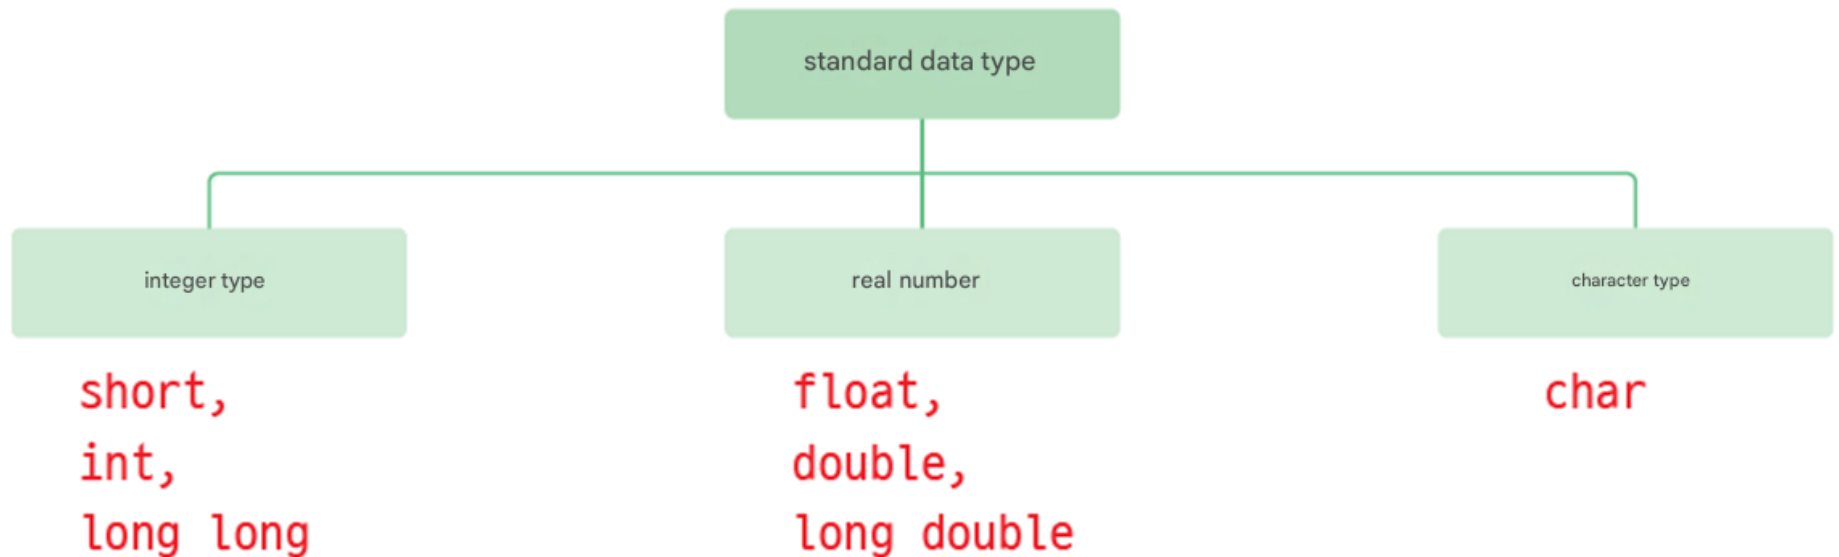 standard data type
integer type
real number
character type
short,
int,
long long
float,
double,
long double
char